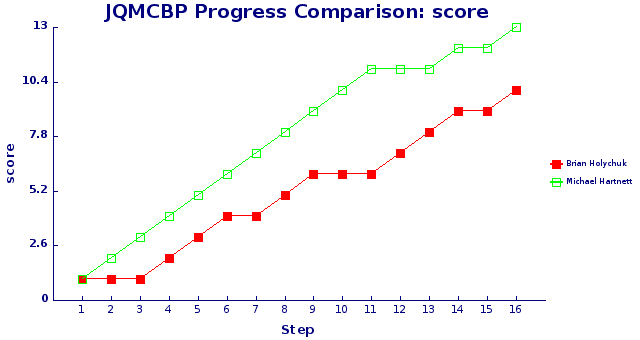 JQMCBP Progress Comparison: score
13
10.4
7.8
5.2
2.6
0
score
1 2 3 4 5 6 7 8 9 10 11 12 13 14 15 16
Step
Brian Holychuk
Michael Hartnett